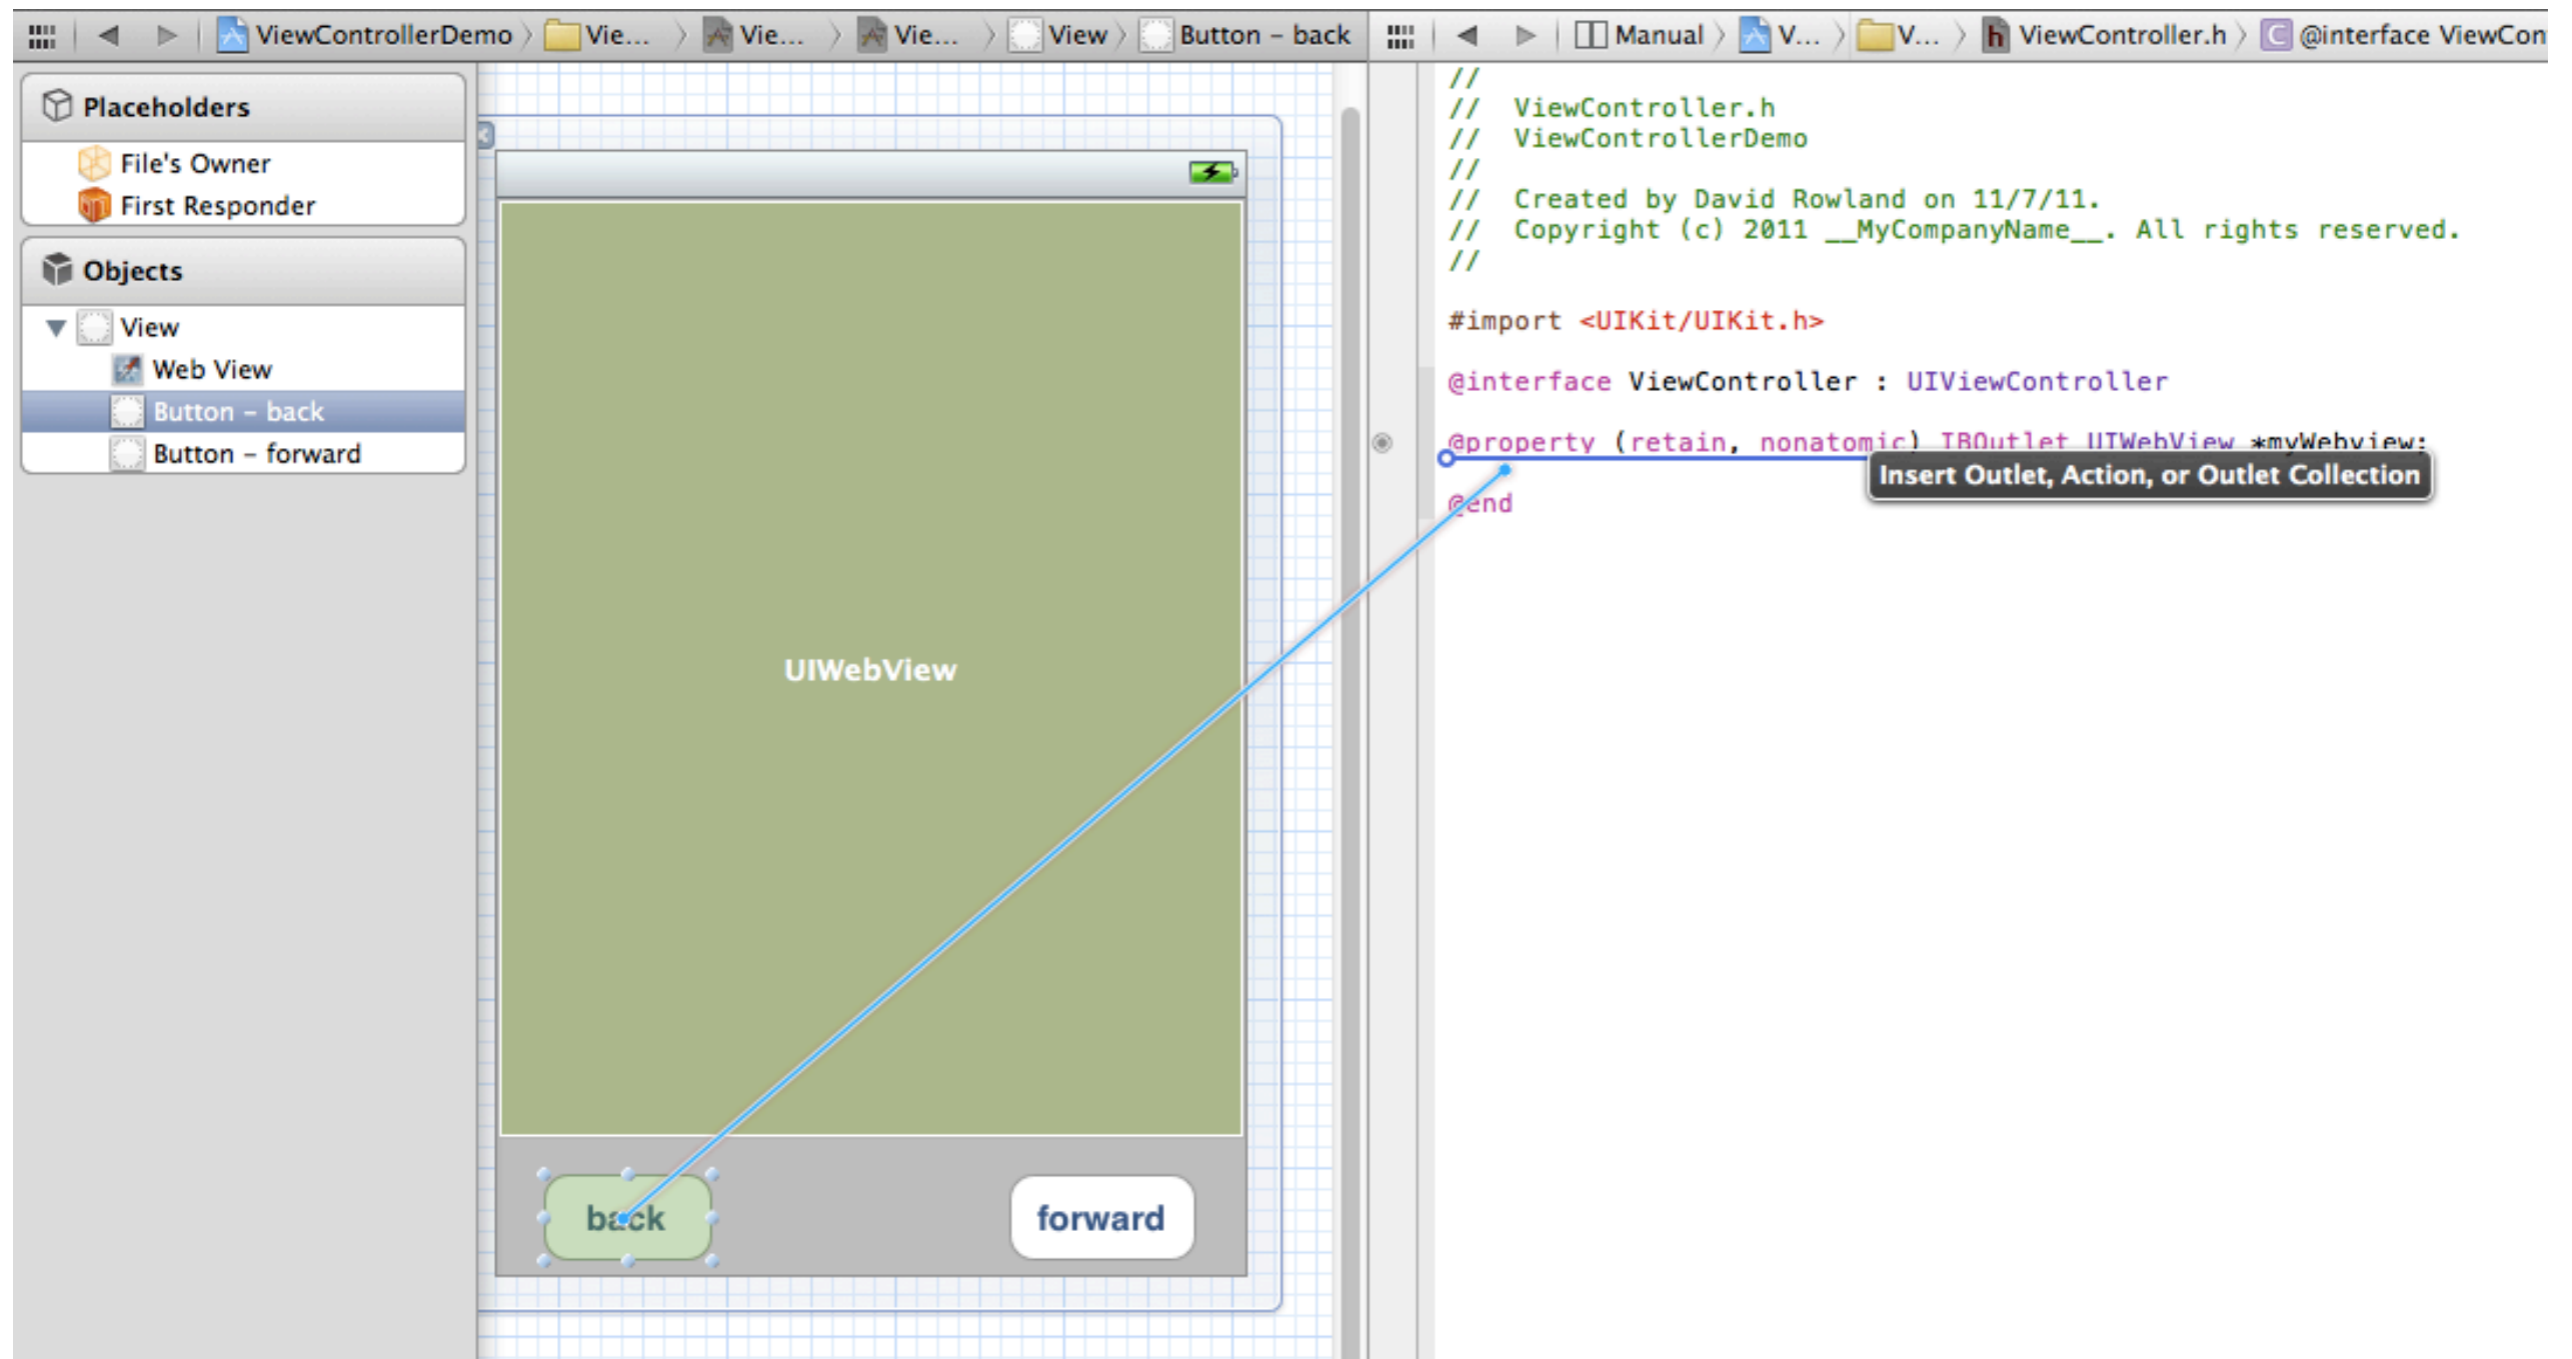 ViewControllerDemo Vie... Vie... Vie... View Button – back
Manual V... V... ViewController.h @interface ViewCon
Placeholders
File's Owner
First Responder
Objects
View
Web View
Button – back
Button – forward
UIWebView
back
forward
//
// ViewController.h
// ViewControllerDemo
//
// Created by David Rowland on 11/7/11.
// Copyright (c) 2011 __MyCompanyName__. All rights reserved.
//
#import <UIKit/UIKit.h>
@interface ViewController : UIViewController
@property (retain, nonatomic) IBOutlet UIWebView *myWebview;
Insert Outlet, Action, or Outlet Collection
@end